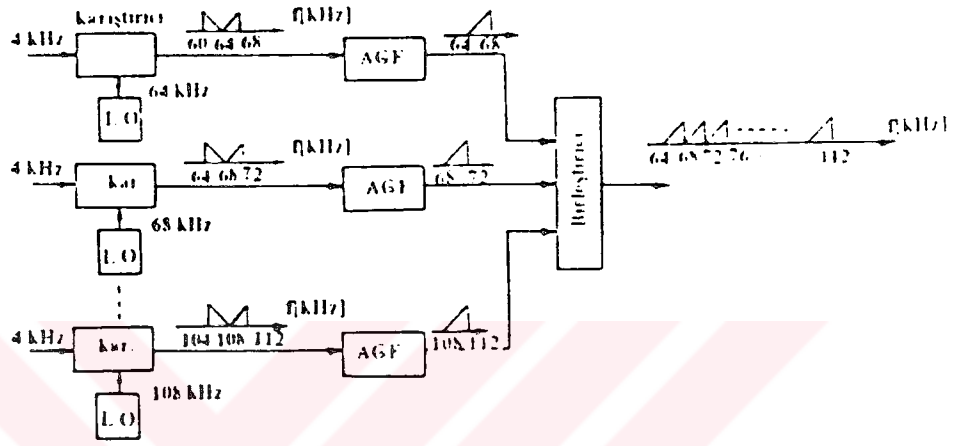 Karıştırıcı
4 kHz
60 64 68
f[kHz]
AGF
64 68
64 kHz
L.O
4 kHz
Kar.
64 68 72
f[kHz]
AGF
68 72
68 kHz
L.O
Birleştirici
64 68 72 76 ...... 112
f[kHz]
4 kHz
Kar.
104 108 112
f[kHz]
AGF
108 112
108 kHz
L.O